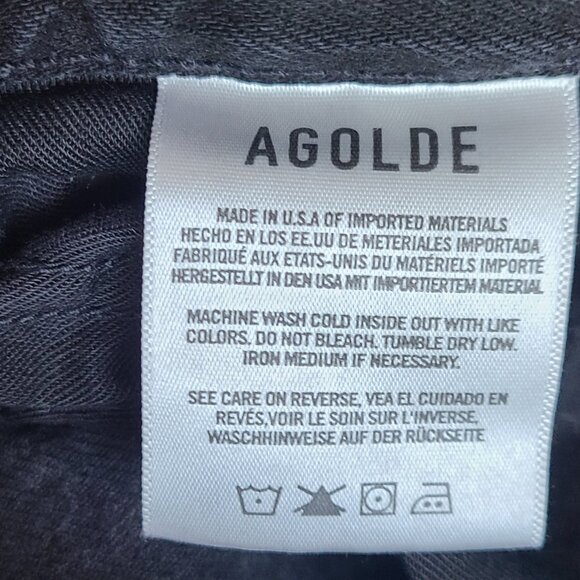 AGOLDE
MADE IN U.S.A OF IMPORTED MATERIALS
HECHO EN LOS EE.UU DE METERIALES IMPORTADA
FABRIQUÉ AUX ETATS-UNIS DU MATÉRIELS IMPORTÉ
HERGESTELLT IN DEN USA MIT IMPORTIERTEM MATERIAL
MACHINE WASH COLD INSIDE OUT WITH LIKE
COLORS. DO NOT BLEACH. TUMBLE DRY LOW.
IRON MEDIUM IF NECESSARY.
SEE CARE ON REVERSE, VEA EL CUIDADO EN
REVÉS,VOIR LE SOIN SUR L'INVERSE,
WASCHHINWEISE AUF DER RÜCKSEITE